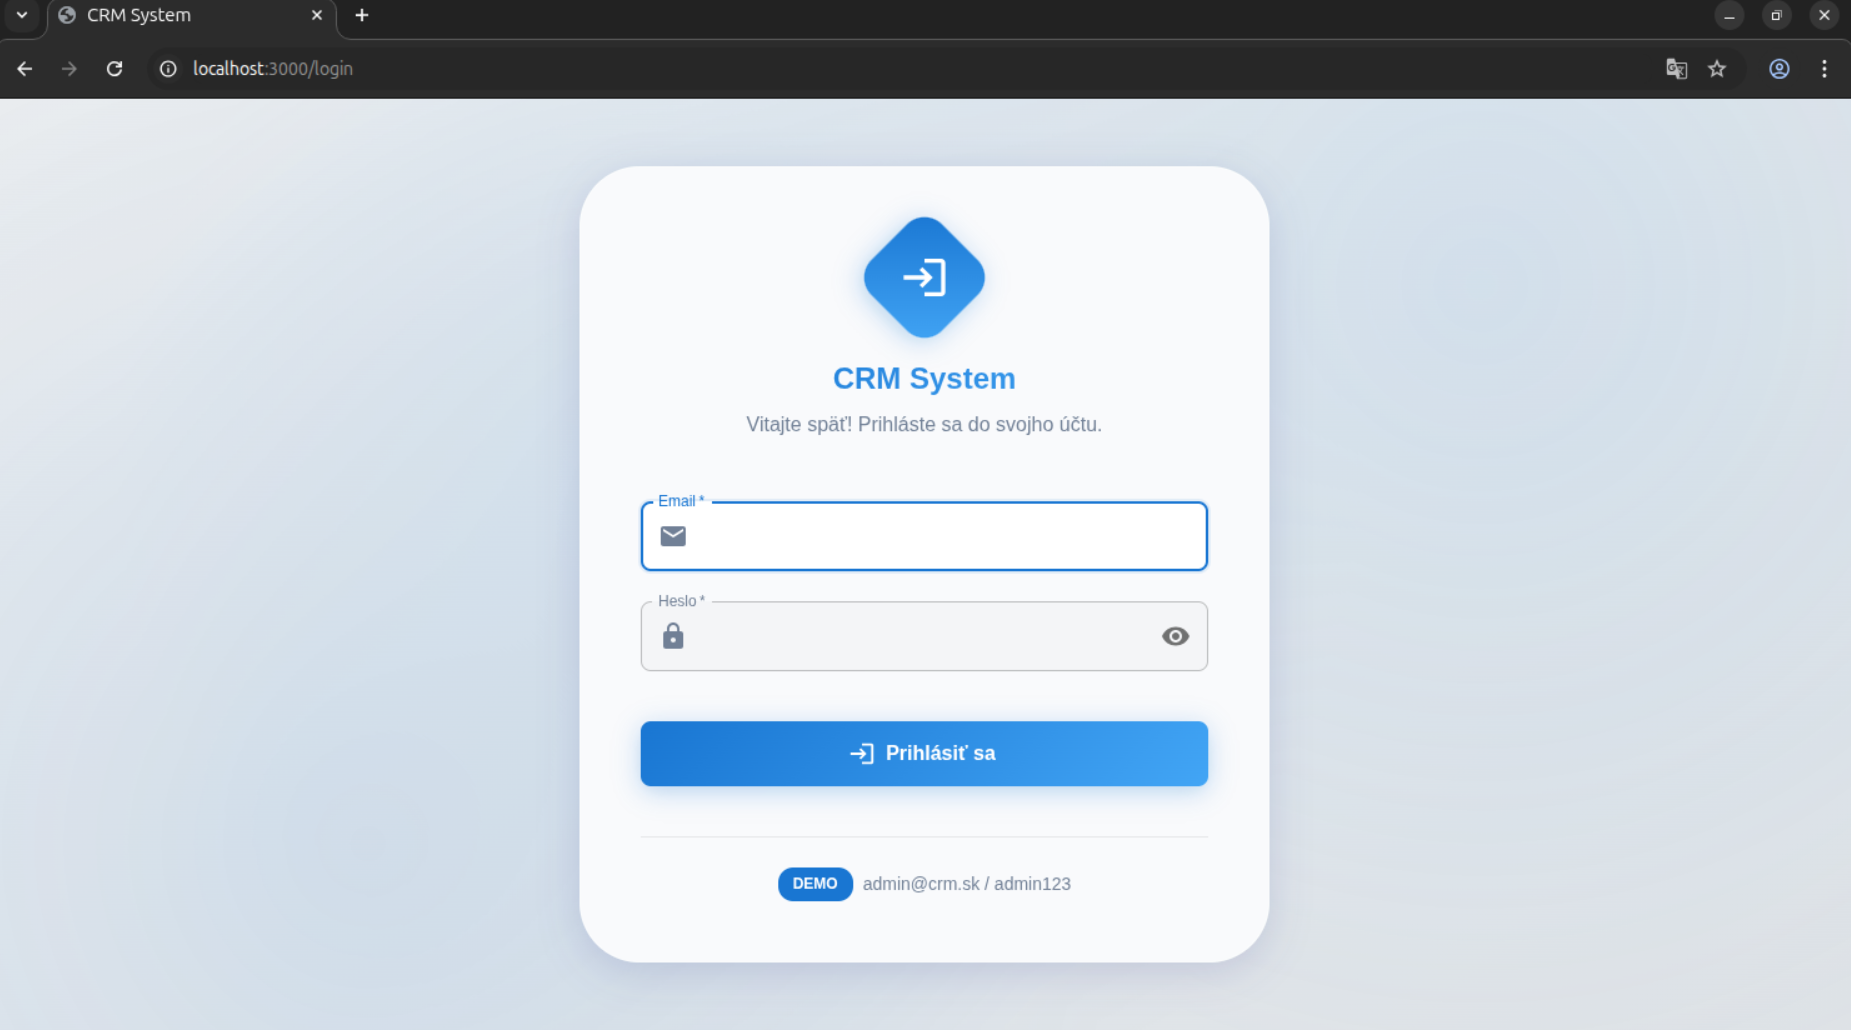 CRM System
localhost:3000/login
CRM System
Vitajte späť! Prihláste sa do svojho účtu.
Email *
Heslo *
Prihlásiť sa
DEMO admin@crm.sk / admin123